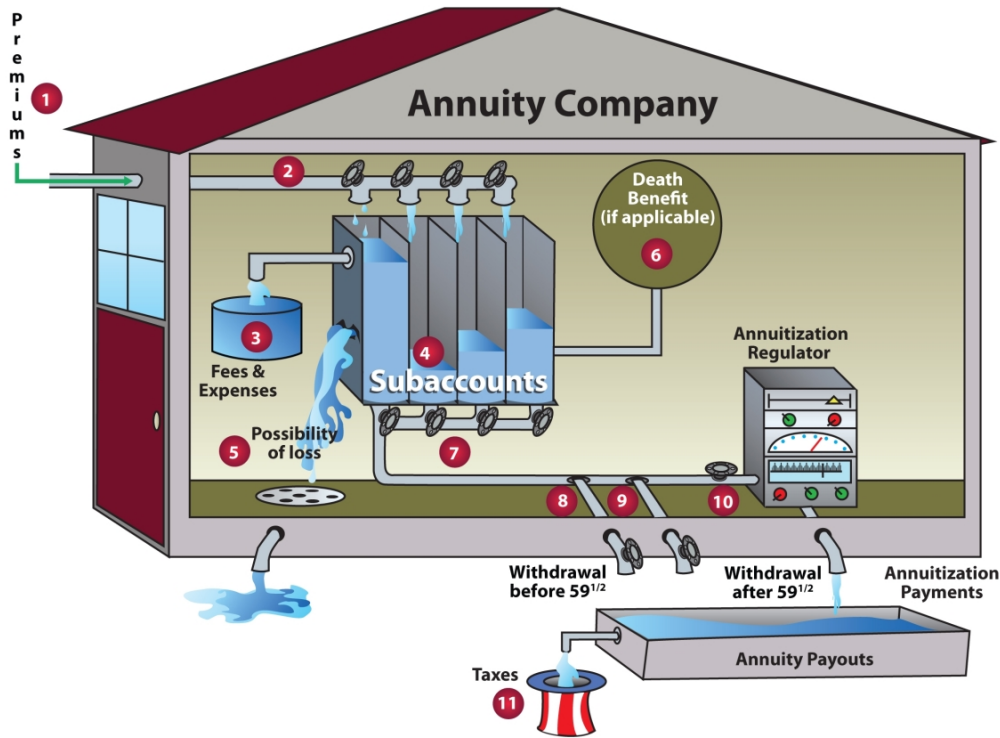 Premiums
1
Annuity Company
2
Death
Benefit
(if applicable)
6
3
Fees &
Expenses
4
Subaccounts
Annuitization
Regulator
5
Possibility
of loss
7
8
9
10
Withdrawal
before 591/2
Withdrawal
after 591/2
Annuitization
Payments
Annuity Payouts
Taxes
11